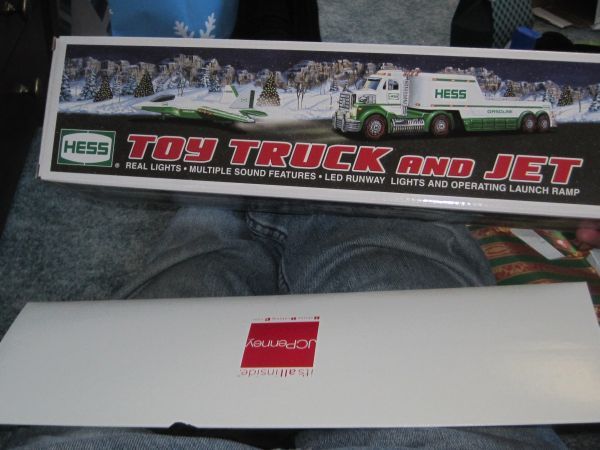 HESS
GASOLINE
HESS ®
TOY TRUCK AND JET
REAL LIGHTS • MULTIPLE SOUND FEATURES • LED RUNWAY LIGHTS AND OPERATING LAUNCH RAMP
JCPenney
it's all inside.